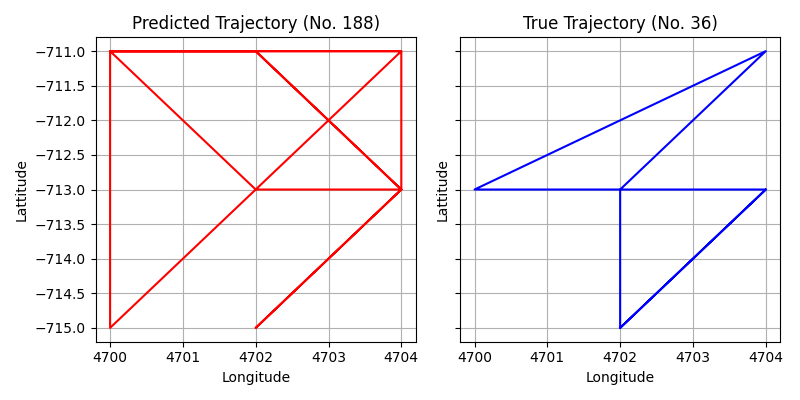 Predicted Trajectory (No. 188)
True Trajectory (No. 36)
−711.0
−711.5
−712.0
−712.5
−713.0
−713.5
−714.0
−714.5
−715.0
Lattitude
Lattitude
4700 4701 4702 4703 4704
4700 4701 4702 4703 4704
Longitude
Longitude